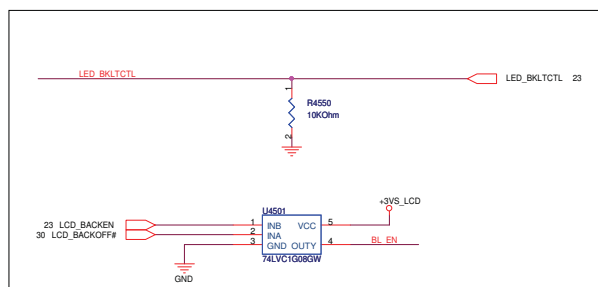 LED_BKLTCTL
LED_BKLTCTL 23
1
R4550
10KOhm
2
+3VS_LCD
U4501
23 LCD_BACKEN 1 INB VCC 5
30 LCD_BACKOFF# 2 INA
3 GND OUTY 4 BL_EN
74LVC1G08GW
GND